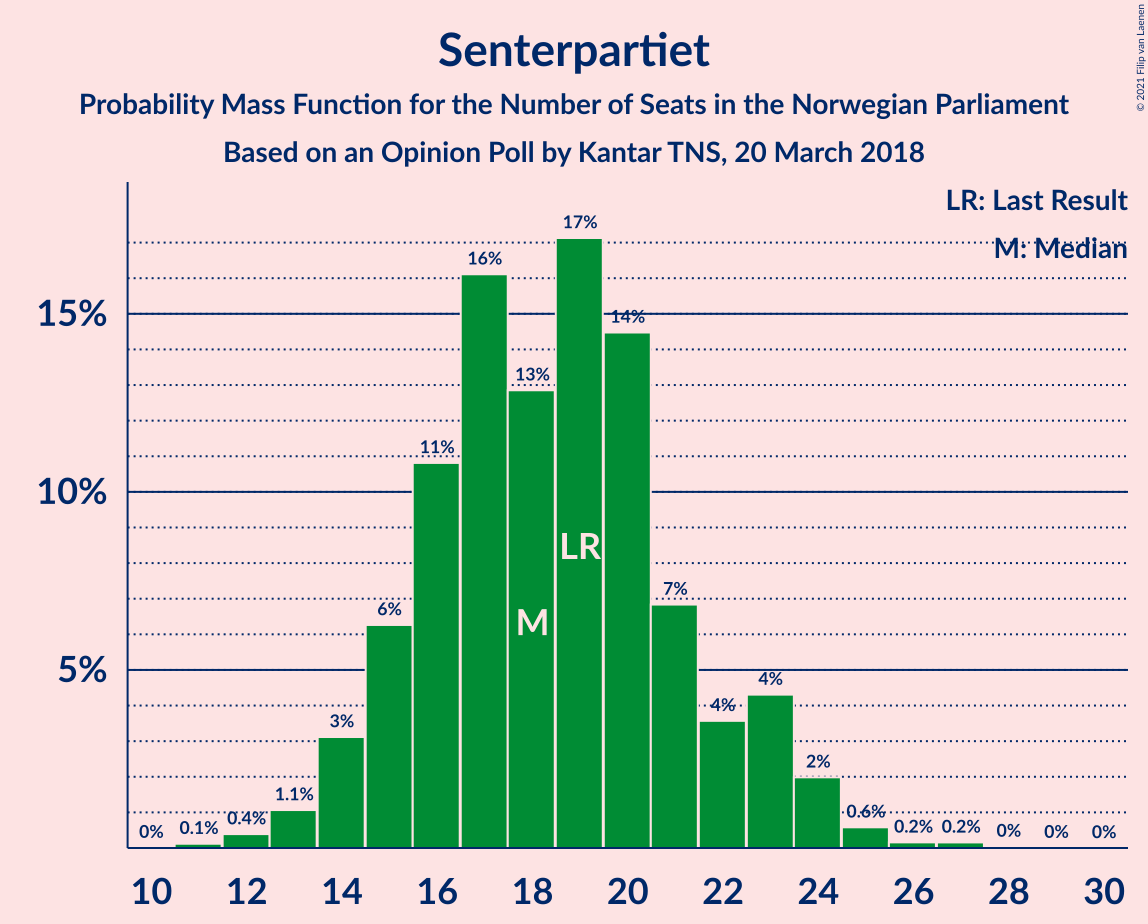 Senterpartiet
Probability Mass Function for the Number of Seats in the Norwegian Parliament
Based on an Opinion Poll by Kantar TNS, 20 March 2018
© 2021 Filip van Laenen
LR: Last Result
M: Median
15%
10%
5%
0%
0.1%
0.4%
1.1%
3%
6%
11%
16%
13%
17%
14%
7%
4%
4%
2%
0.6%
0.2%
0.2%
0%
0%
0%
LR
M
10 12 14 16 18 20 22 24 26 28 30